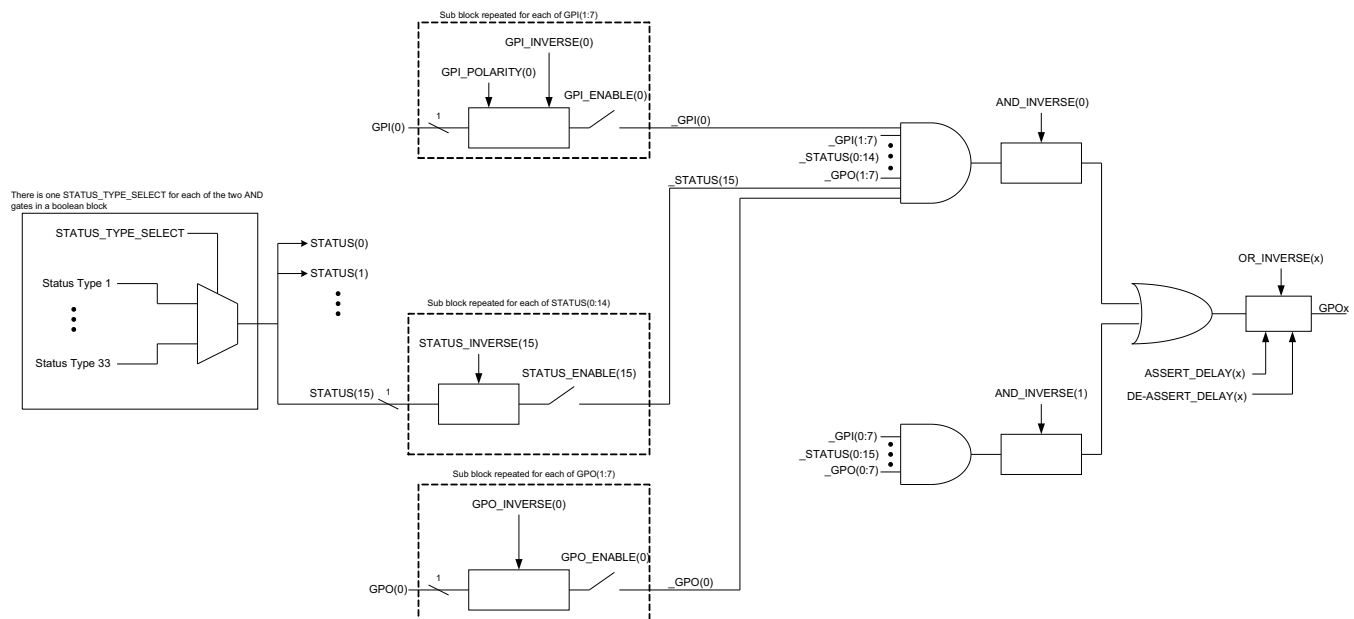 Sub block repeated for each of GPI(1:7)
GPI_INVERSE(0)
GPI_POLARITY(0)
GPI_ENABLE(0)
GPI(0)
1
_GPI(0)
AND_INVERSE(0)
_GPI(1:7)
_STATUS(0:14)
_GPO(1:7)
_STATUS(15)
There is one STATUS_TYPE_SELECT for each of the two AND
gates in a boolean block
STATUS_TYPE_SELECT
Status Type 1
Status Type 33
STATUS(0)
STATUS(1)
Sub block repeated for each of STATUS(0:14)
STATUS_INVERSE(15)
STATUS_ENABLE(15)
STATUS(15)
1
OR_INVERSE(x)
GPOx
ASSERT_DELAY(x)
DE-ASSERT_DELAY(x)
AND_INVERSE(1)
_GPI(0:7)
_STATUS(0:15)
_GPO(0:7)
Sub block repeated for each of GPO(1:7)
GPO_INVERSE(0)
GPO_ENABLE(0)
GPO(0)
1
_GPO(0)